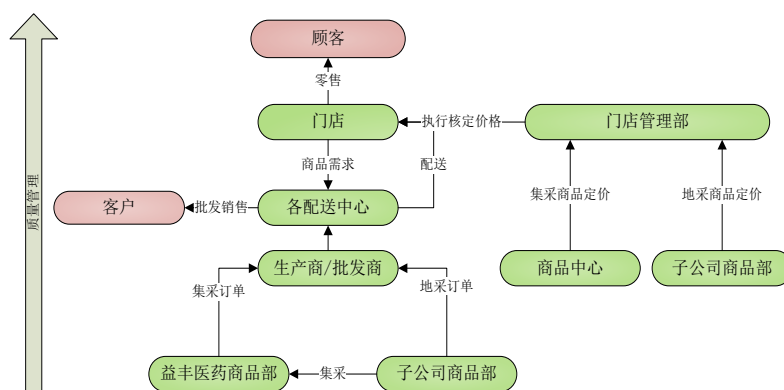 顾客
零售
门店
执行核定价格
门店管理部
商品需求
配送
集采商品定价
地采商品定价
质量管理
客户
批发销售
各配送中心
生产商/批发商
商品中心
子公司商品部
集采订单
地采订单
益丰医药商品部
集采
子公司商品部